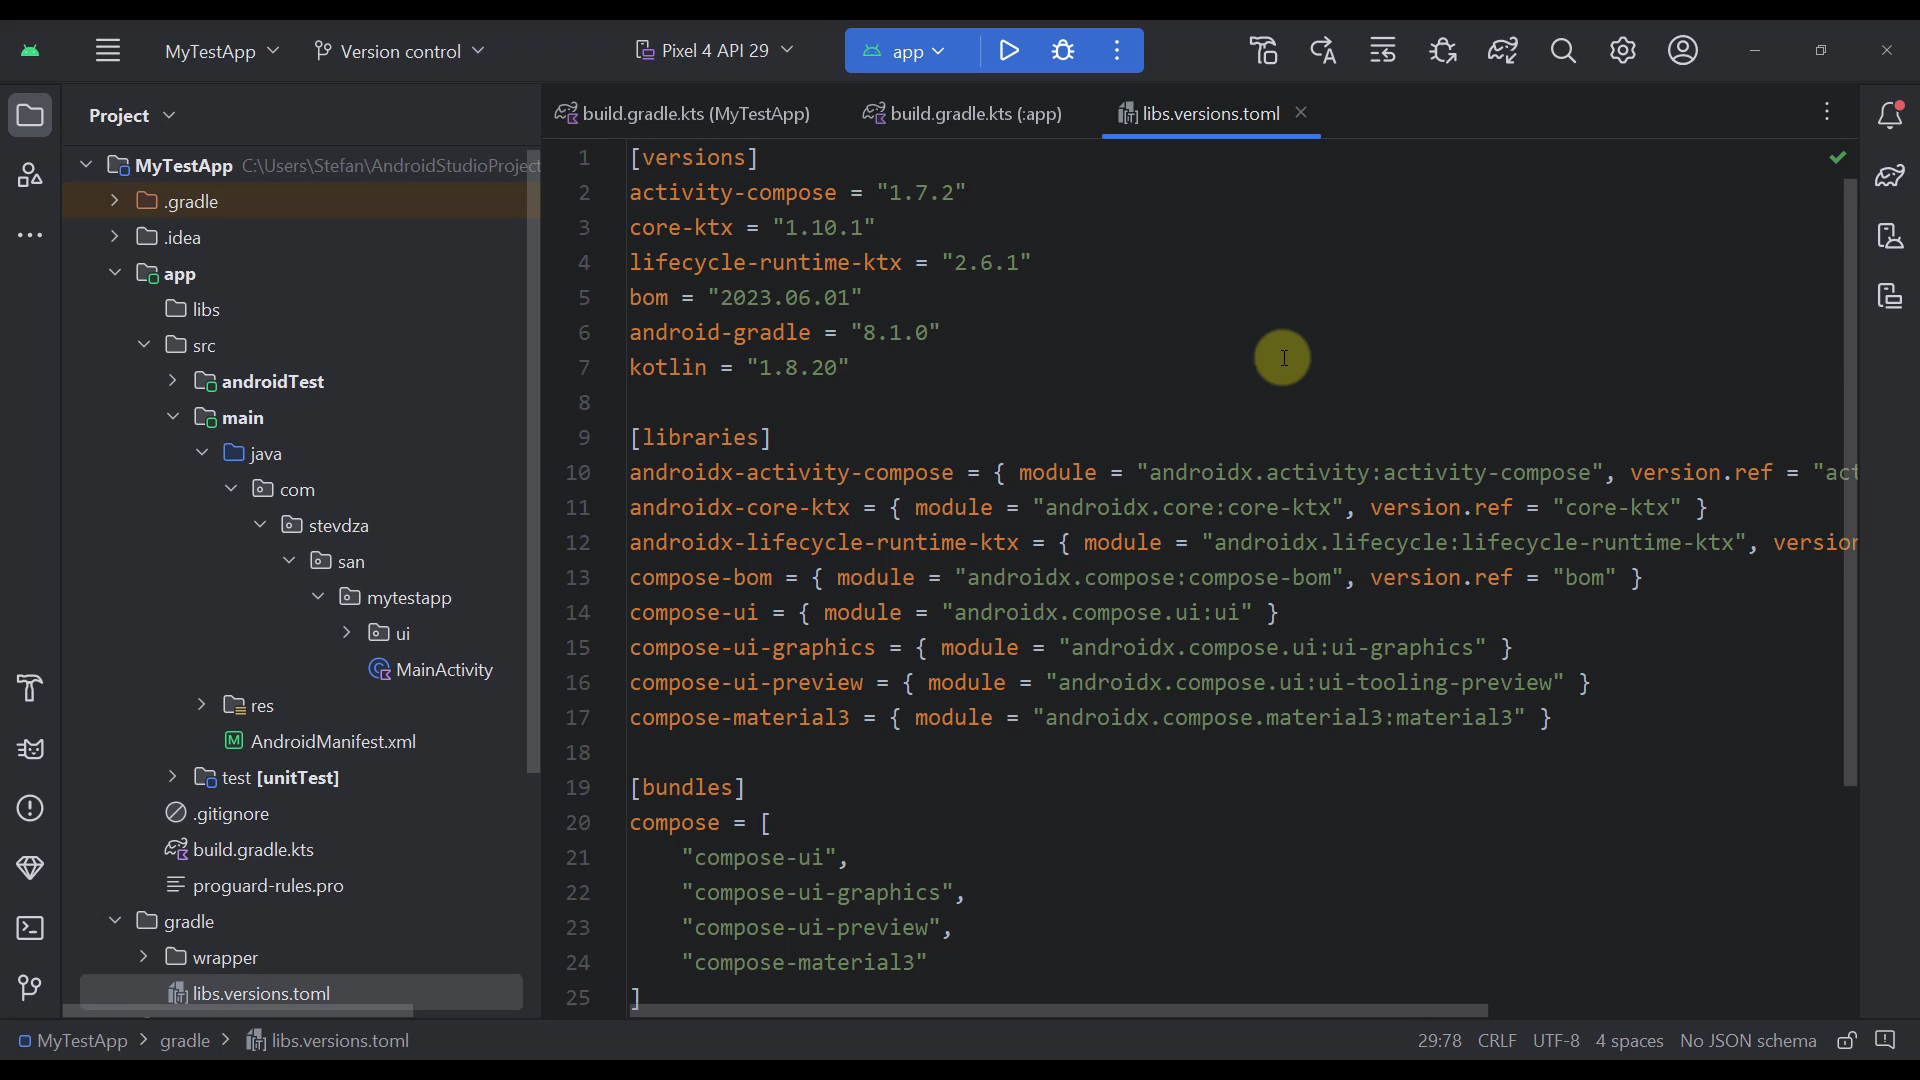 MyTestApp Version control Pixel 4 API 29 app
Project
build.gradle.kts (MyTestApp) build.gradle.kts (:app) libs.versions.toml
MyTestApp C:\Users\Stefan\AndroidStudioProject
.gradle
.idea
app
libs
src
androidTest
main
java
com
stevdza
san
mytestapp
ui
MainActivity
res
AndroidManifest.xml
test [unitTest]
.gitignore
build.gradle.kts
proguard-rules.pro
gradle
wrapper
libs.versions.toml
1 [versions]
2 activity-compose = "1.7.2"
3 core-ktx = "1.10.1"
4 lifecycle-runtime-ktx = "2.6.1"
5 bom = "2023.06.01"
6 android-gradle = "8.1.0"
7 kotlin = "1.8.20"
8
9 [libraries]
10 androidx-activity-compose = { module = "androidx.activity:activity-compose", version.ref = "act
11 androidx-core-ktx = { module = "androidx.core:core-ktx", version.ref = "core-ktx" }
12 androidx-lifecycle-runtime-ktx = { module = "androidx.lifecycle:lifecycle-runtime-ktx", version
13 compose-bom = { module = "androidx.compose:compose-bom", version.ref = "bom" }
14 compose-ui = { module = "androidx.compose.ui:ui" }
15 compose-ui-graphics = { module = "androidx.compose.ui:ui-graphics" }
16 compose-ui-preview = { module = "androidx.compose.ui:ui-tooling-preview" }
17 compose-material3 = { module = "androidx.compose.material3:material3" }
18
19 [bundles]
20 compose = [
21 "compose-ui",
22 "compose-ui-graphics",
23 "compose-ui-preview",
24 "compose-material3"
25 ]
MyTestApp > gradle > libs.versions.toml 29:78 CRLF UTF-8 4 spaces No JSON schema